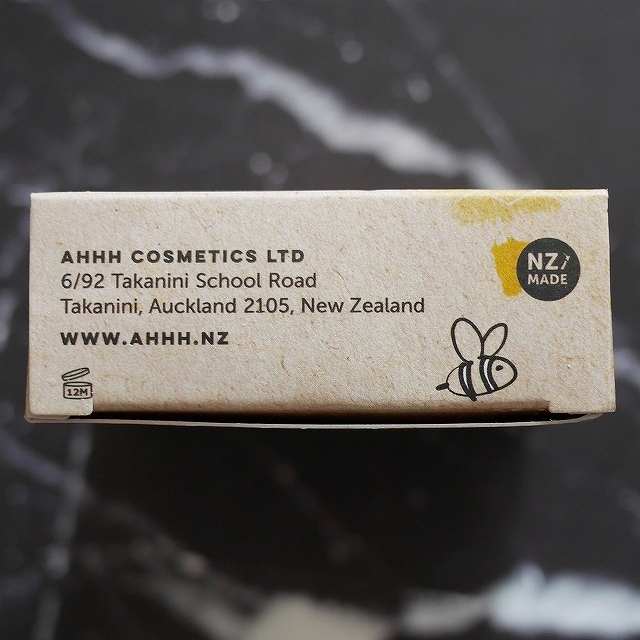 AHHH COSMETICS LTD
6/92 Takanini School Road
Takanini, Auckland 2105, New Zealand
WWW.AHHH.NZ
12M
NZ
MADE